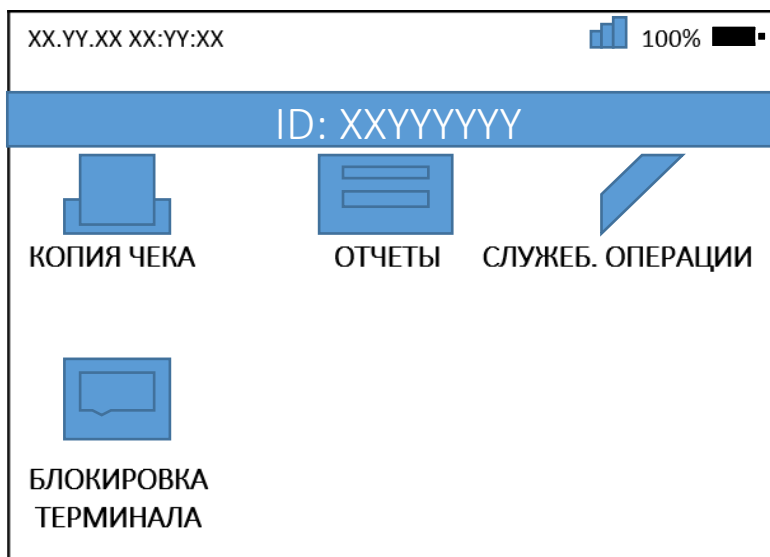 XX.YY.XX XX:YY:XX 100%
ID: XXYYYYYY
КОПИЯ ЧЕКА ОТЧЕТЫ СЛУЖЕБ. ОПЕРАЦИИ
БЛОКИРОВКА
ТЕРМИНАЛА